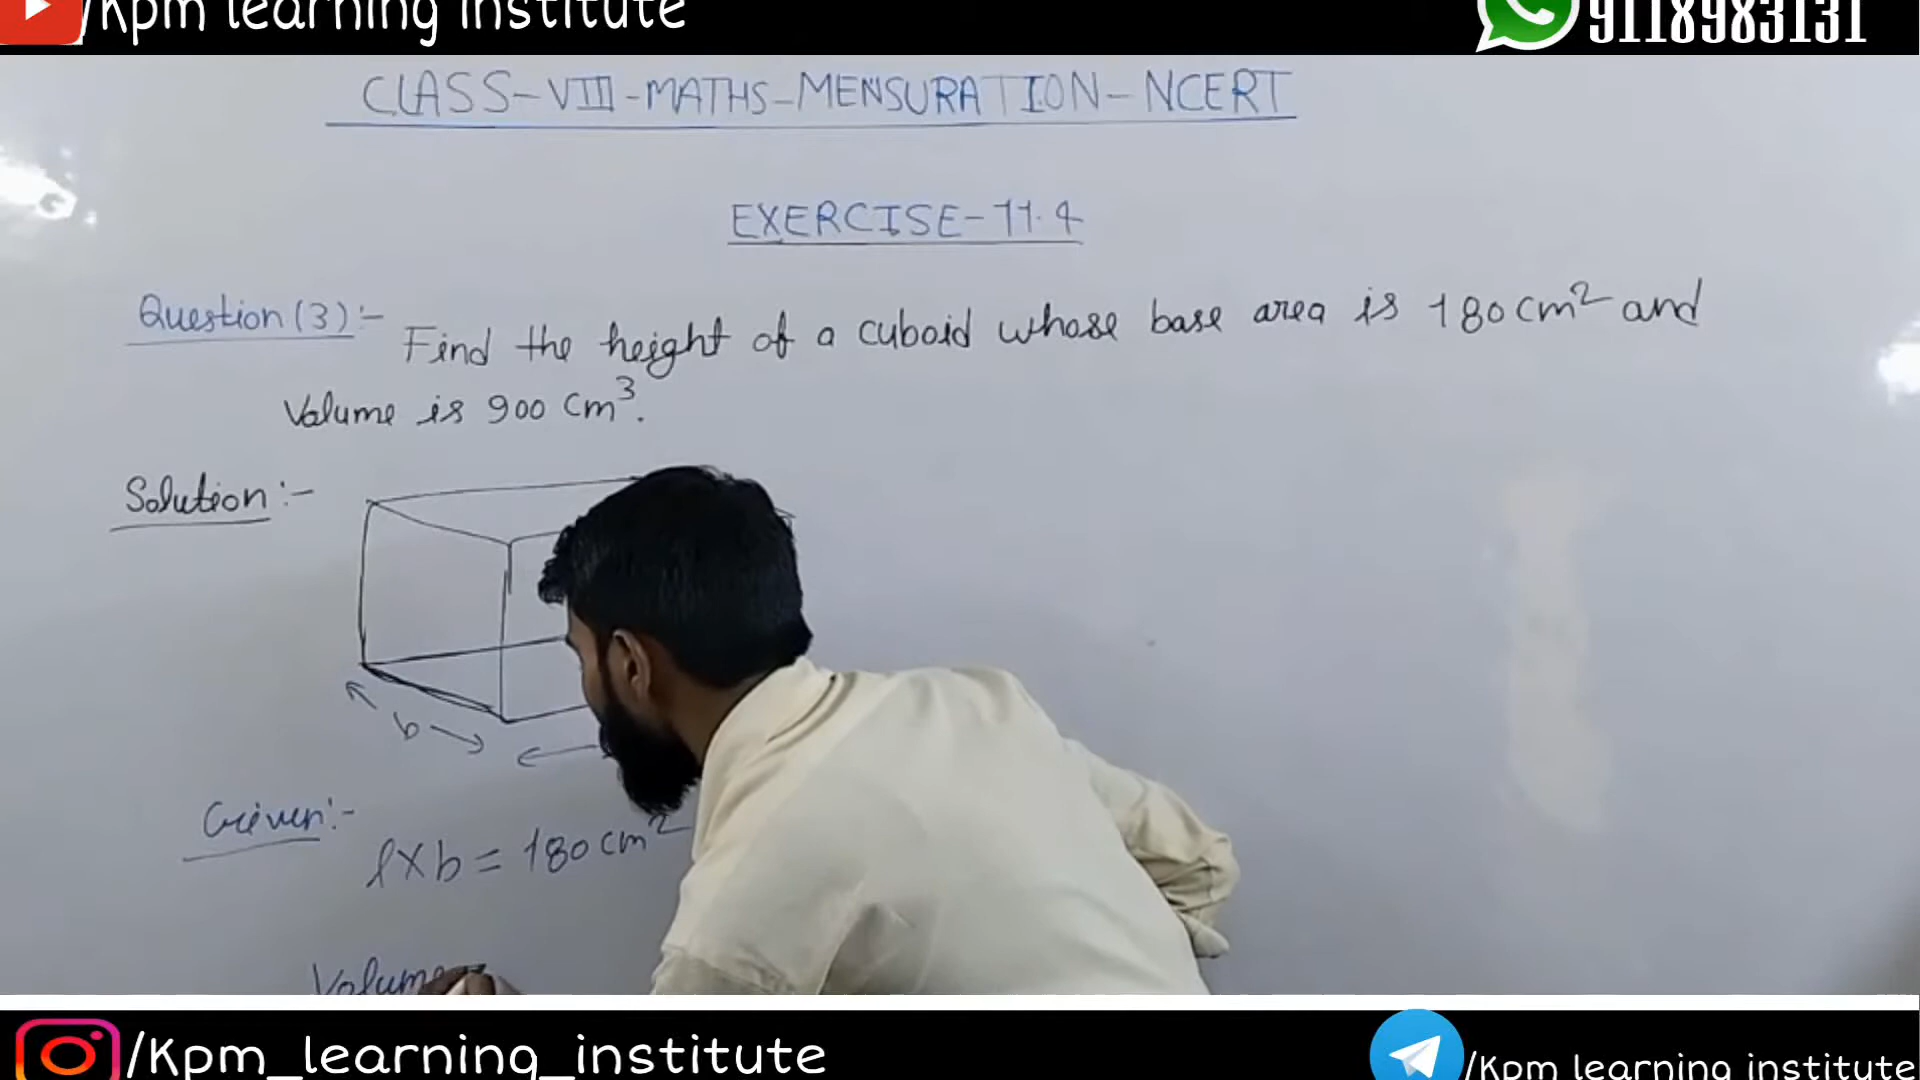 /Kpm learning institute
9118983131
CLASS-VIII-MATHS-MENSURATION-NCERT
EXERCISE-11.4
Question (3):- Find the height of a cuboid whose base area is 180 cm² and
Volume is 900 cm³.
Solution:-
b
Given:-
l×b = 180 cm²
Volume
/Kpm_learning_institute
/Kpm learning institute